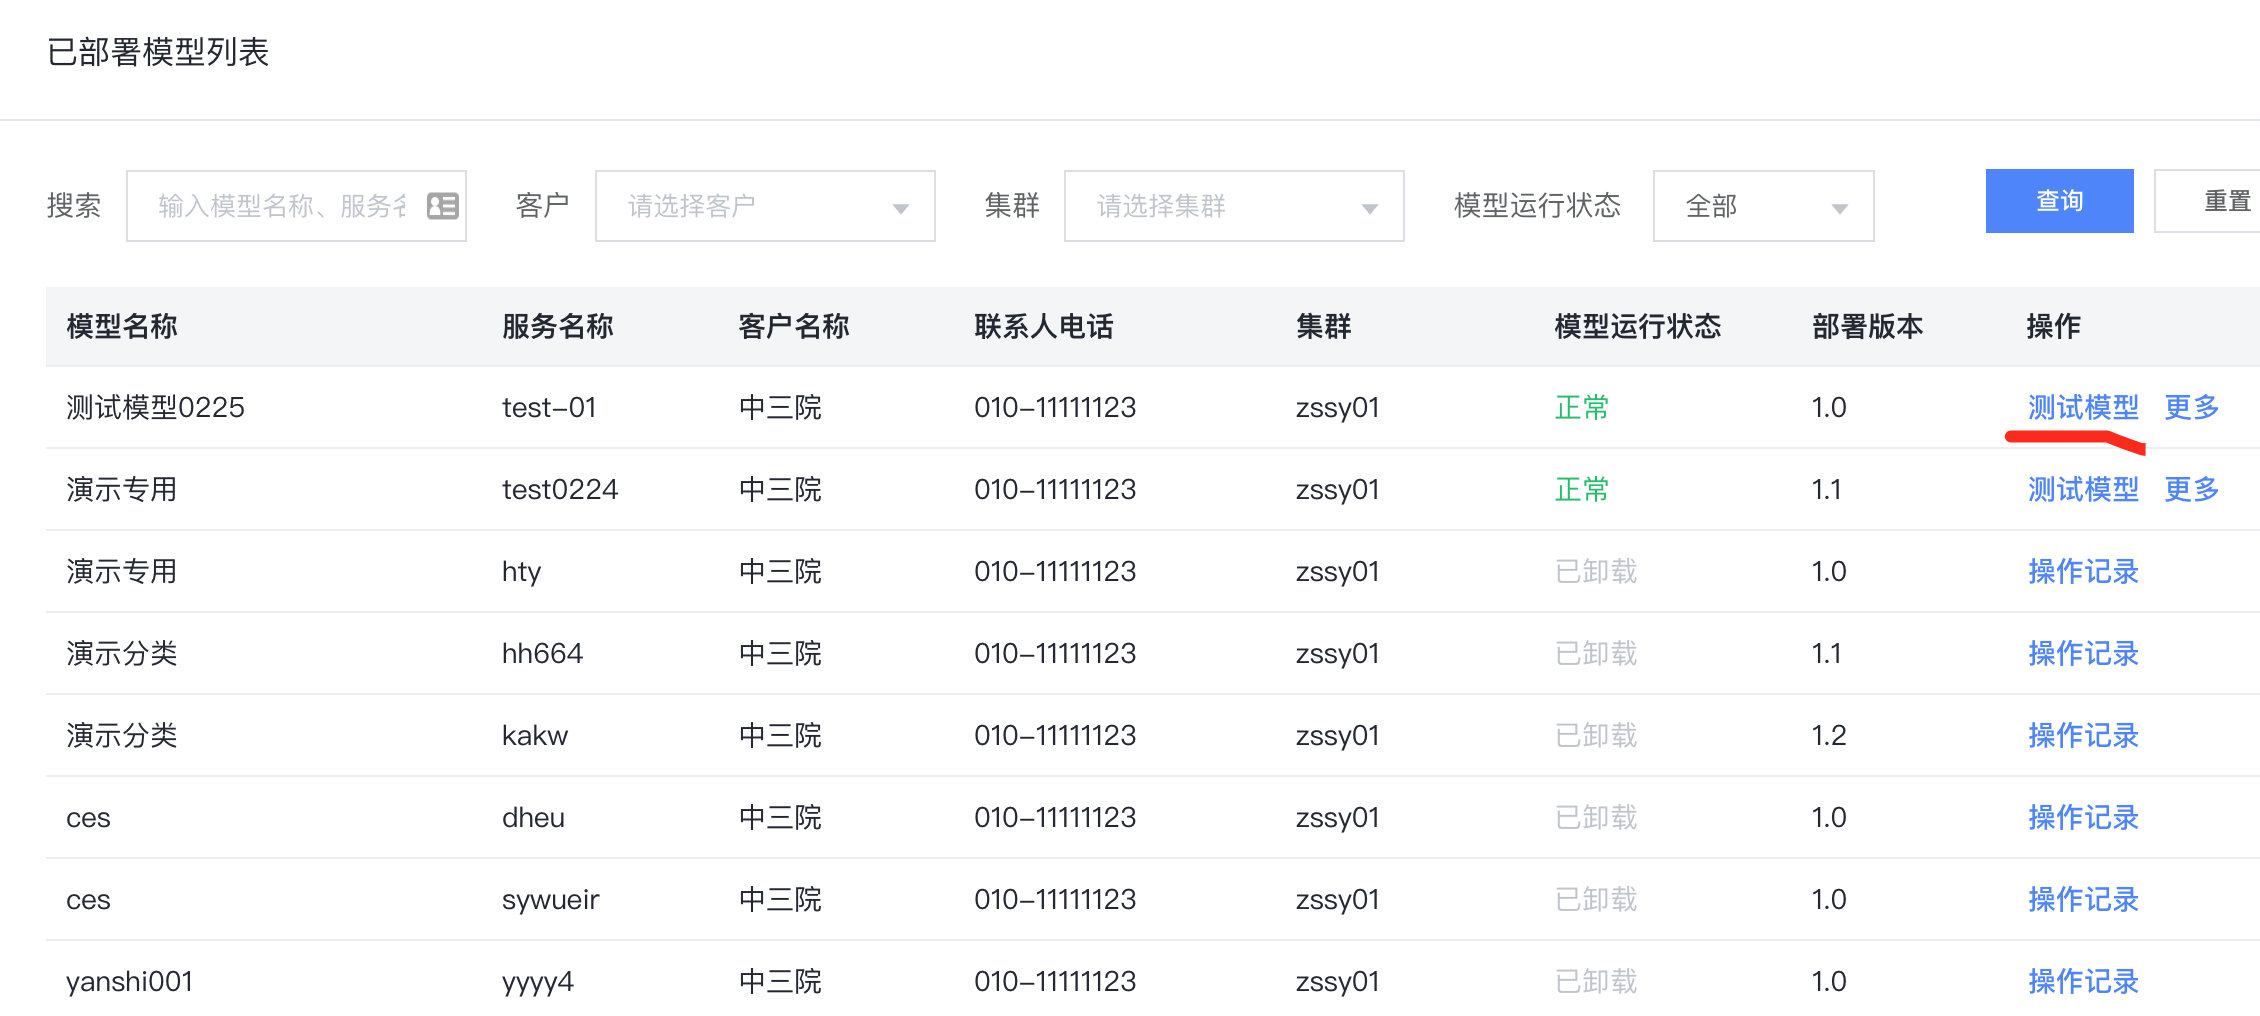 已部署模型列表
搜索 输入模型名称、服务名 客户 请选择客户 集群 请选择集群 模型运行状态 全部 查询 重置
模型名称 服务名称 客户名称 联系人电话 集群 模型运行状态 部署版本 操作
测试模型0225 test-01 中三院 010-11111123 zssy01 正常 1.0 测试模型 更多
演示专用 test0224 中三院 010-11111123 zssy01 正常 1.1 测试模型 更多
演示专用 hty 中三院 010-11111123 zssy01 已卸载 1.0 操作记录
演示分类 hh664 中三院 010-11111123 zssy01 已卸载 1.1 操作记录
演示分类 kakw 中三院 010-11111123 zssy01 已卸载 1.2 操作记录
ces dheu 中三院 010-11111123 zssy01 已卸载 1.0 操作记录
ces sywueir 中三院 010-11111123 zssy01 已卸载 1.0 操作记录
yanshi001 yyyy4 中三院 010-11111123 zssy01 已卸载 1.0 操作记录